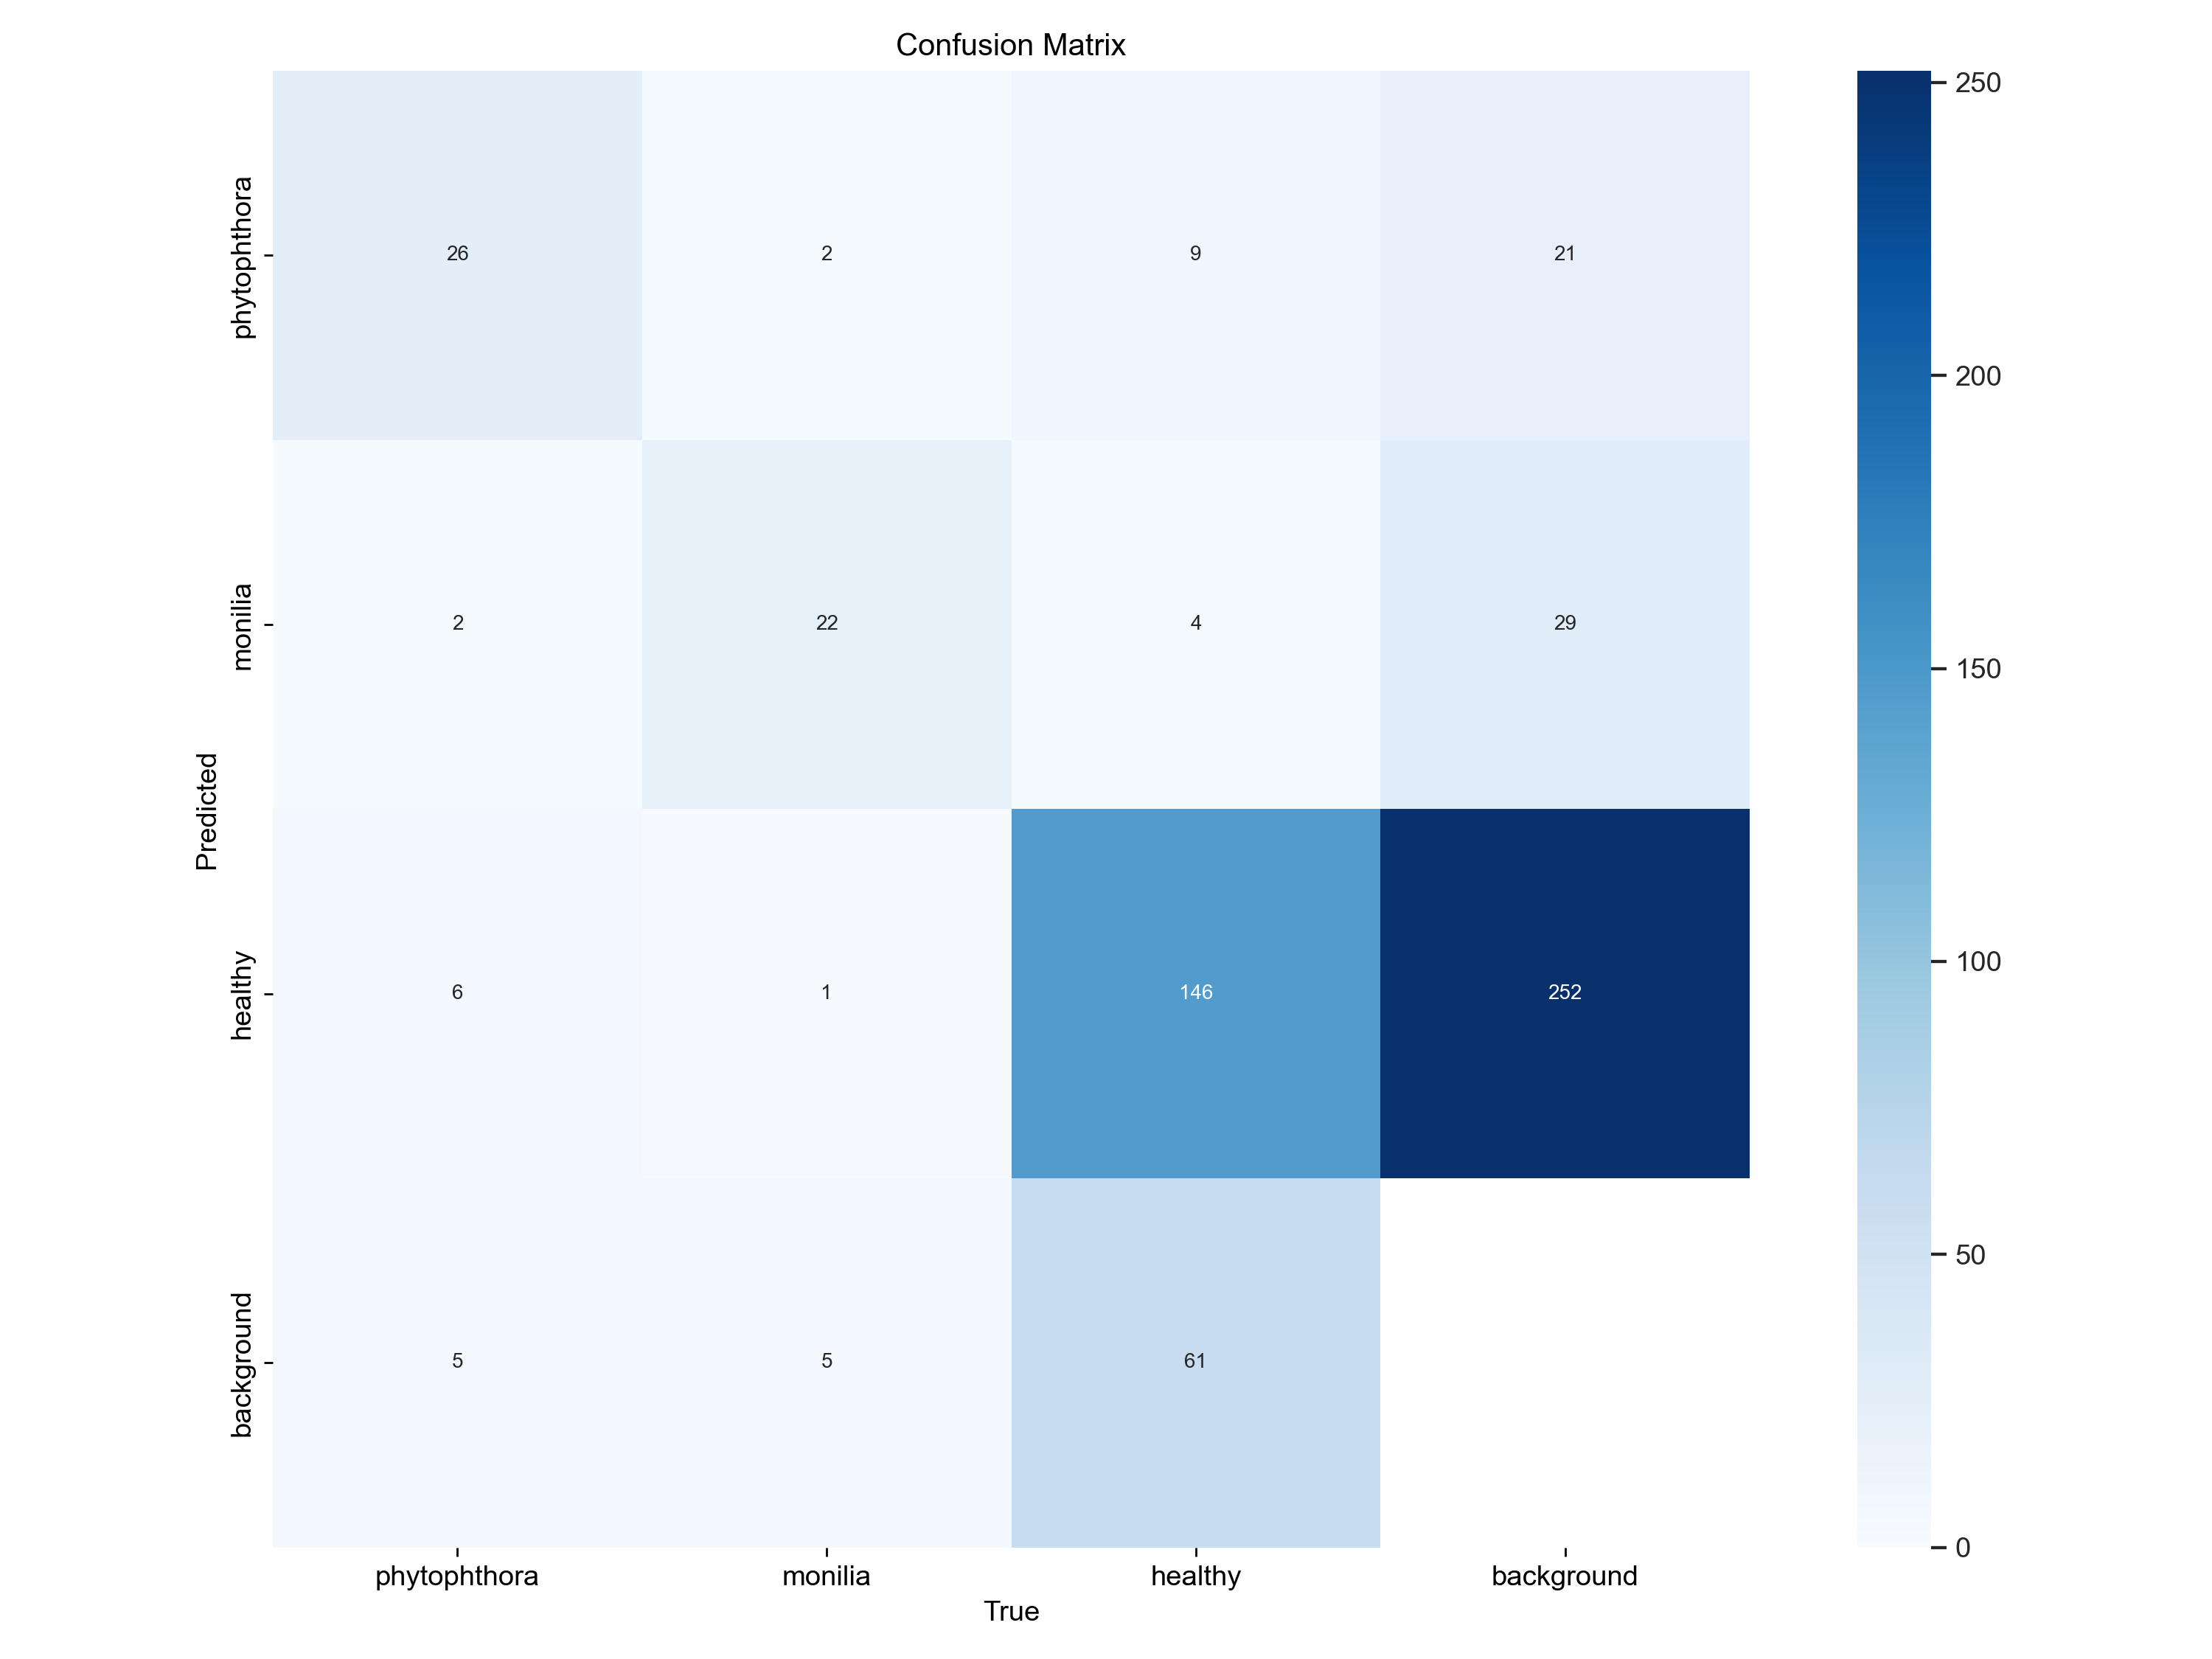 Confusion Matrix
phytophthora
26 2 9 21
monilia
2 22 4 29
healthy
6 1 146 252
background
5 5 61
Predicted
phytophthora monilia healthy background
True
250
200
150
100
50
0